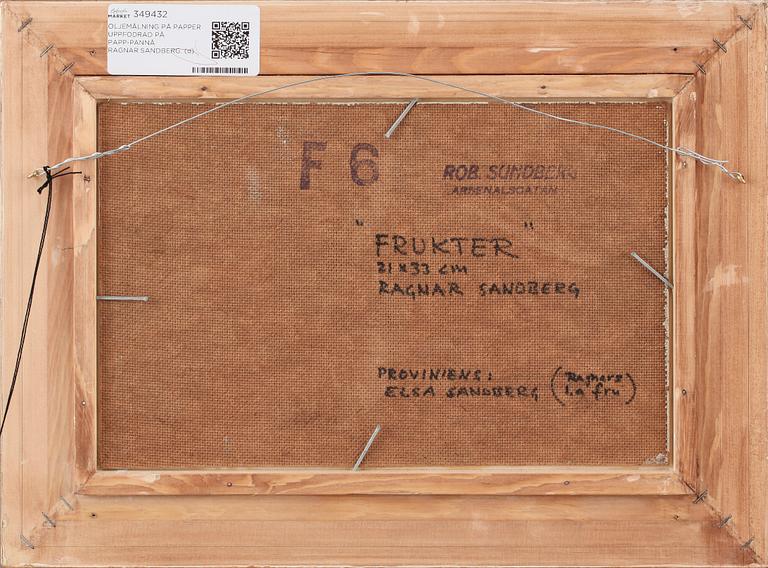 MARKET 349432
OLJEMÅLNING PÅ PAPPER
UPPFODRAD PÅ
PAPP-PANNÅ
RAGNAR SANDBERG. (d)
F 6
ROB. SUNDBERG
ARSENALSGATAN
"FRUKTER"
21 x 33 cm
RAGNAR SANDBERG
PROVINIENS:
ELSA SANDBERG (Ragnars
1.a fru)